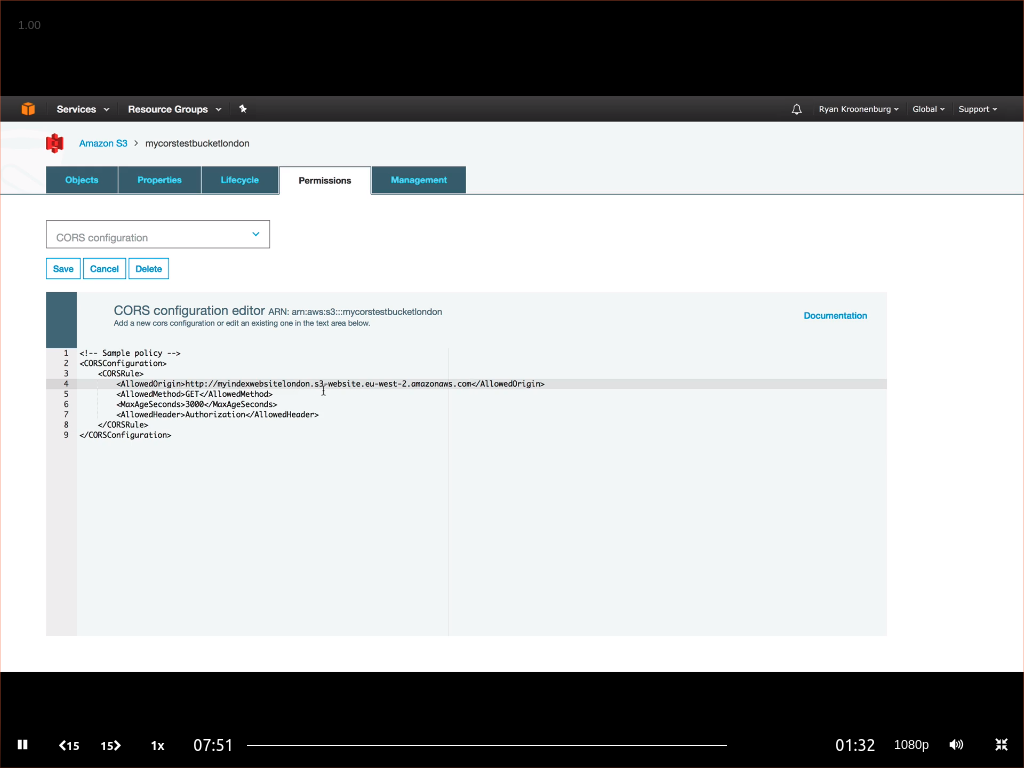 1.00
Services Resource Groups Ryan Kroonenburg Global Support
Amazon S3 > mycorstestbucketlondon
Objects Properties Lifecycle Permissions Management
CORS configuration
Save Cancel Delete
CORS configuration editor ARN: arn:aws:s3:::mycorstestbucketlondon
Add a new cors configuration or edit an existing one in the text area below.
Documentation
1 <!-- Sample policy -->
2 <CORSConfiguration>
3 <CORSRule>
4 <AllowedOrigin>http://myindexwebsitelondon.s3-website.eu-west-2.amazonaws.com</AllowedOrigin>
5 <AllowedMethod>GET</AllowedMethod>
6 <MaxAgeSeconds>3000</MaxAgeSeconds>
7 <AllowedHeader>Authorization</AllowedHeader>
8 </CORSRule>
9 </CORSConfiguration>
15 15 1x 07:51 01:32 1080p